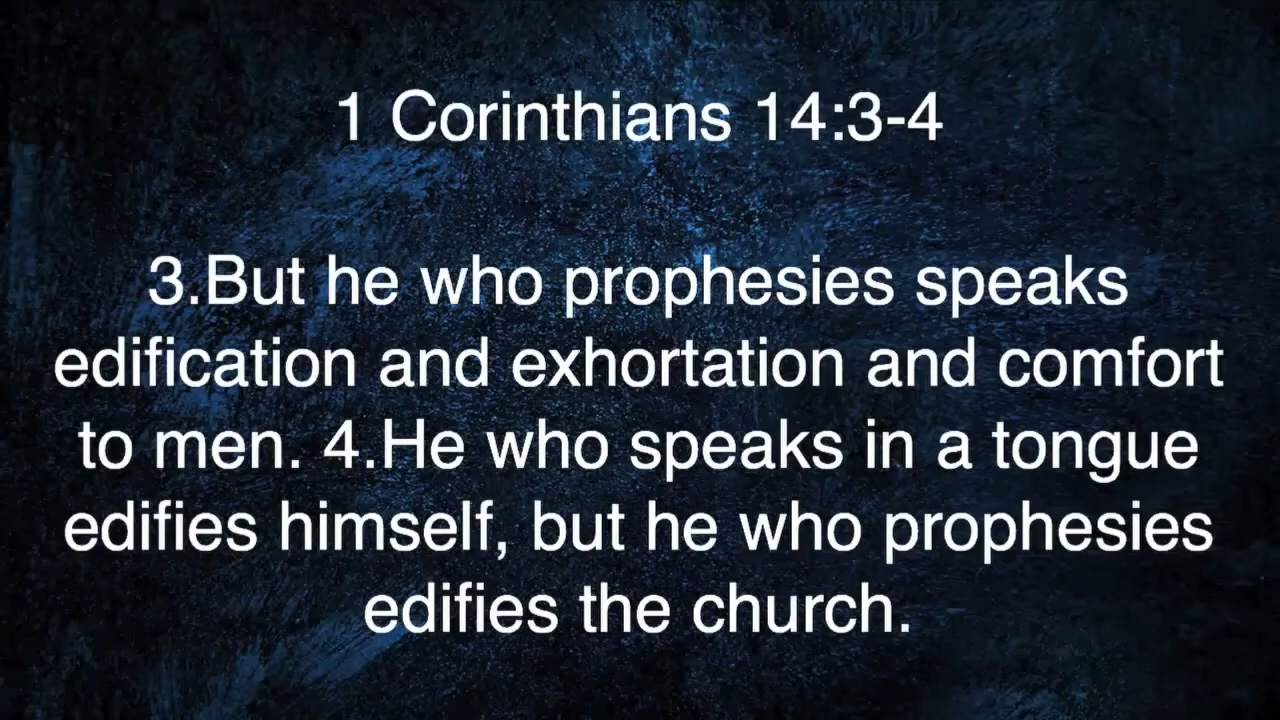 1 Corinthians 14:3-4
3.But he who prophesies speaks
edification and exhortation and comfort
to men. 4.He who speaks in a tongue
edifies himself, but he who prophesies
edifies the church.